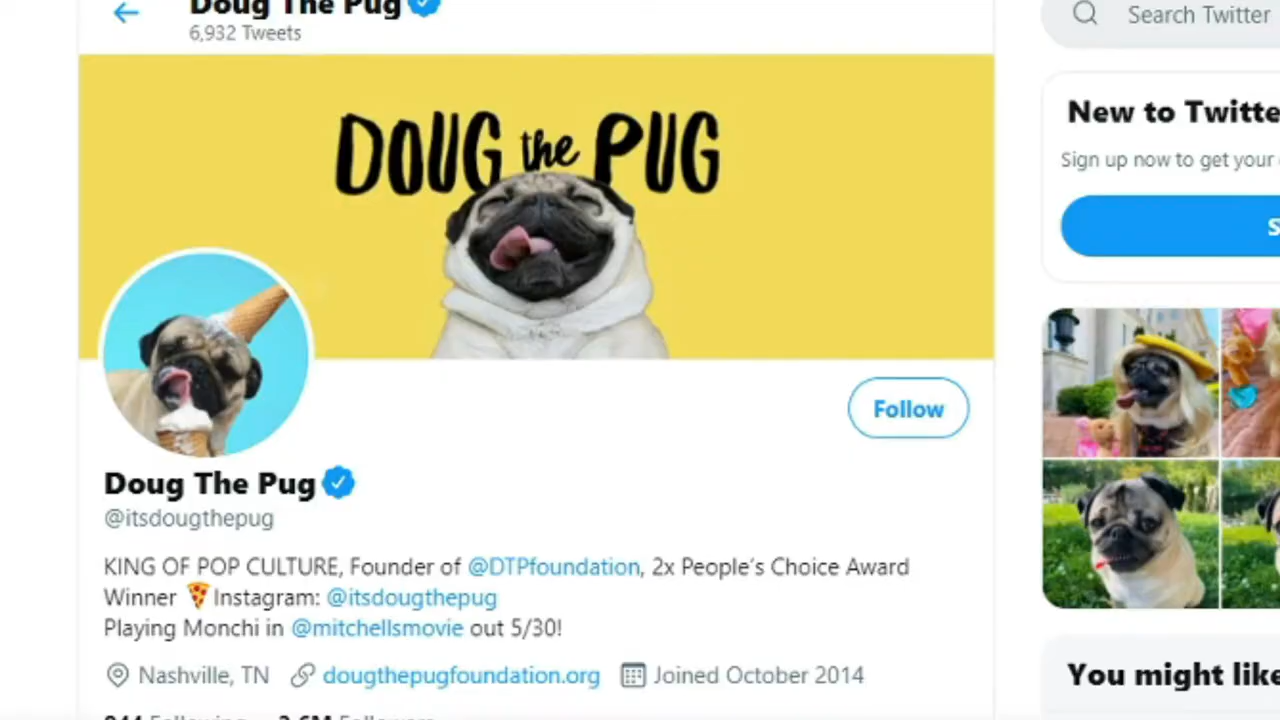 Doug The Pug
6,932 Tweets
Search Twitter
DOUG the PUG
New to Twitte
Sign up now to get your
S
Follow
Doug The Pug
@itsdougthepug
KING OF POP CULTURE, Founder of @DTPfoundation, 2x People's Choice Award
Winner 🍕Instagram: @itsdougthepug
Playing Monchi in @mitchellsmovie out 5/30!
Nashville, TN dougthepugfoundation.org Joined October 2014
You might like
Following Followers